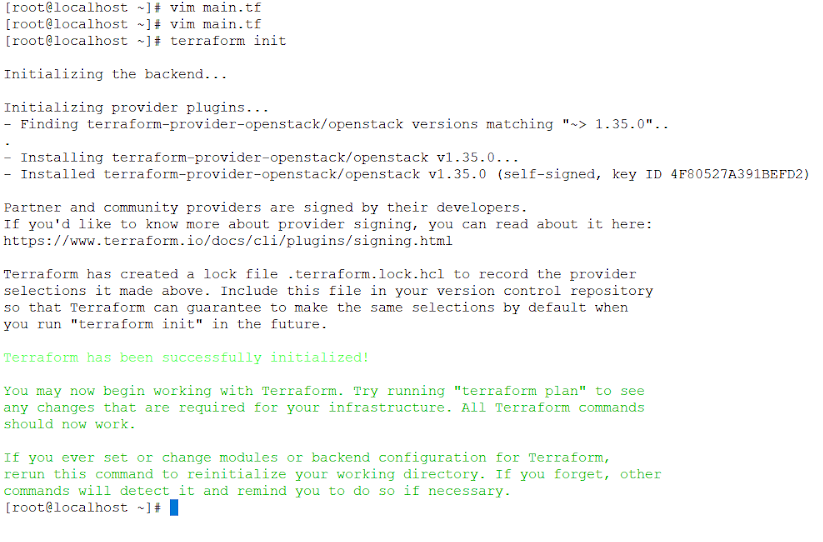 [root@localhost ~]# vim main.tf
[root@localhost ~]# vim main.tf
[root@localhost ~]# terraform init
Initializing the backend...
Initializing provider plugins...
- Finding terraform-provider-openstack/openstack versions matching "~> 1.35.0"..
.
- Installing terraform-provider-openstack/openstack v1.35.0...
- Installed terraform-provider-openstack/openstack v1.35.0 (self-signed, key ID 4F80527A391BEFD2)
Partner and community providers are signed by their developers.
If you'd like to know more about provider signing, you can read about it here:
https://www.terraform.io/docs/cli/plugins/signing.html
Terraform has created a lock file .terraform.lock.hcl to record the provider
selections it made above. Include this file in your version control repository
so that Terraform can guarantee to make the same selections by default when
you run "terraform init" in the future.
Terraform has been successfully initialized!
You may now begin working with Terraform. Try running "terraform plan" to see
any changes that are required for your infrastructure. All Terraform commands
should now work.
If you ever set or change modules or backend configuration for Terraform,
rerun this command to reinitialize your working directory. If you forget, other
commands will detect it and remind you to do so if necessary.
[root@localhost ~]#